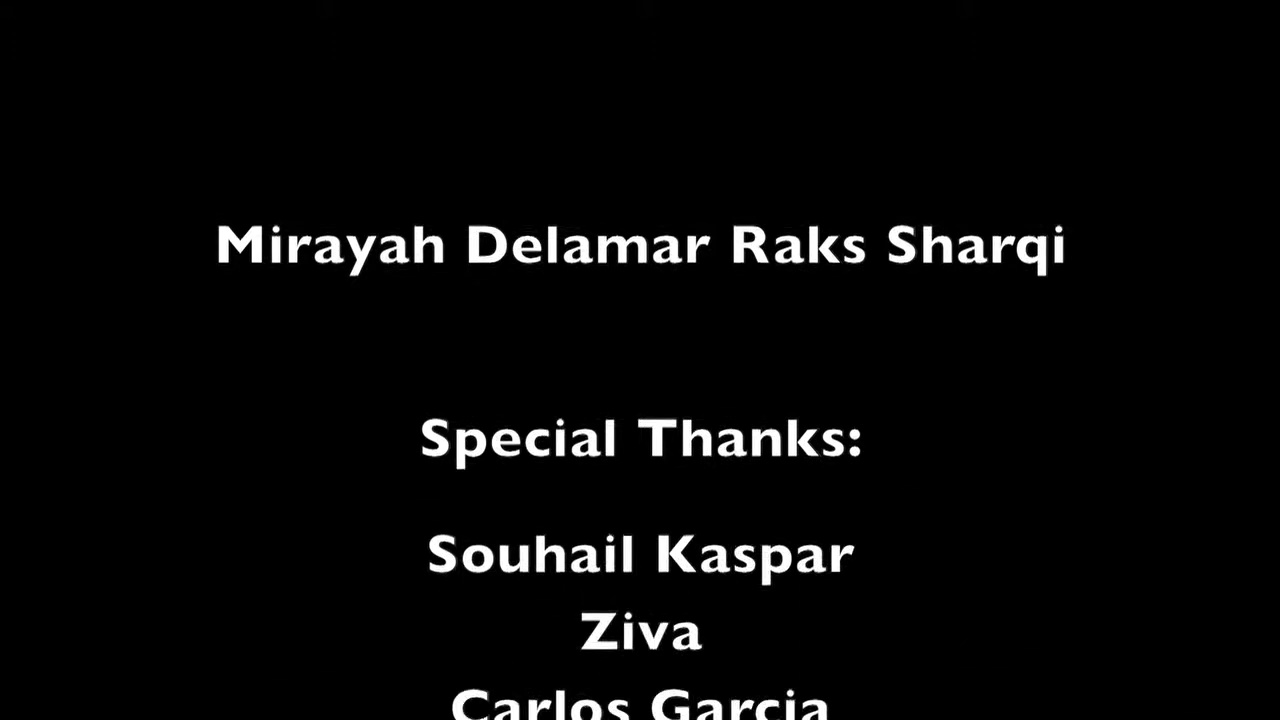 Mirayah Delamar Raks Sharqi
Special Thanks:
Souhail Kaspar
Ziva
Carlos Garcia